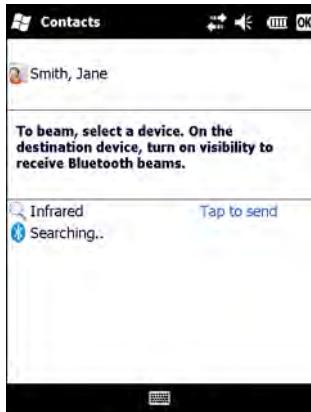 Contacts
OK
Smith, Jane
To beam, select a device. On the
destination device, turn on visibility to
receive Bluetooth beams.
Infrared Tap to send
Searching..